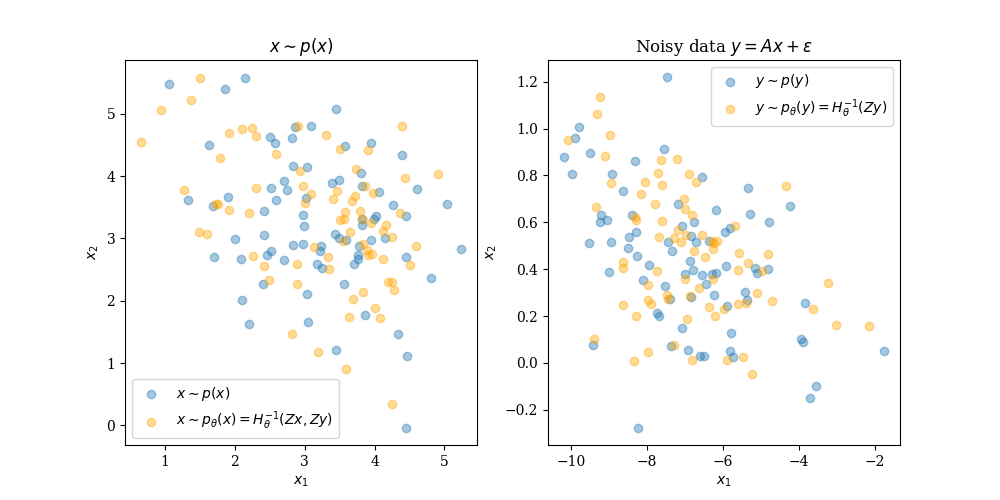 x ∼ p(x)
5
4
3
2
1
0
x₂
x ∼ p(x)
x ∼ p_θ(x) = H_θ^{-1}(Zx, Zy)
1 2 3 4 5
x₁
Noisy data y = Ax + ε
1.2
1.0
0.8
0.6
0.4
0.2
0.0
−0.2
x₂
y ∼ p(y)
y ∼ p_θ(y) = H_θ^{-1}(Zy)
−10 −8 −6 −4 −2
x₁